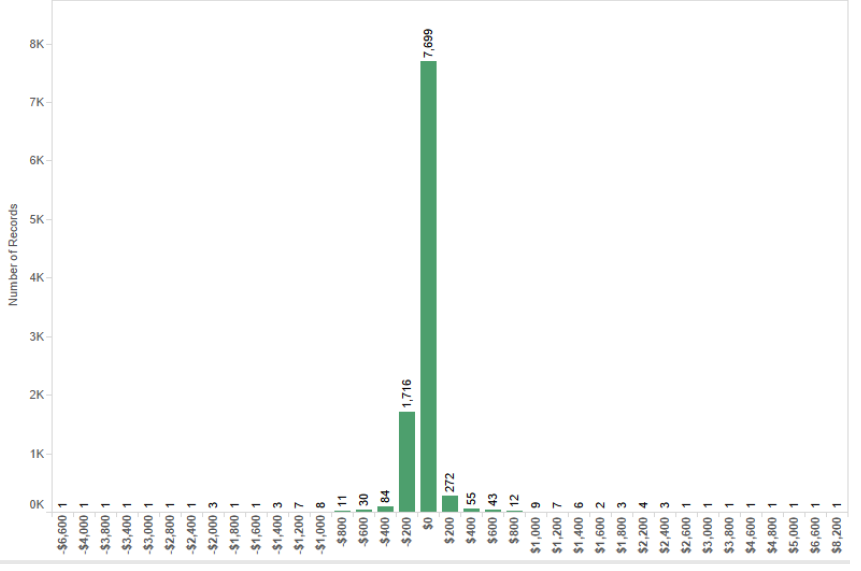 Number of Records
8K
7K
6K
5K
4K
3K
2K
1K
0K
1 1 1 1 1 1 1 3 1 1 3 7 8 11 30 84 1,716 7,699 272 55 43 12 9 7 6 2 3 4 3 1 1 1 1 1 1 1 1
-$6,600 -$4,000 -$3,800 -$3,400 -$3,000 -$2,800 -$2,400 -$2,000 -$1,800 -$1,600 -$1,400 -$1,200 -$1,000 -$800 -$600 -$400 -$200 $0 $200 $400 $600 $800 $1,000 $1,200 $1,400 $1,600 $1,800 $2,200 $2,400 $2,600 $3,000 $3,800 $4,600 $4,800 $5,000 $6,600 $8,200